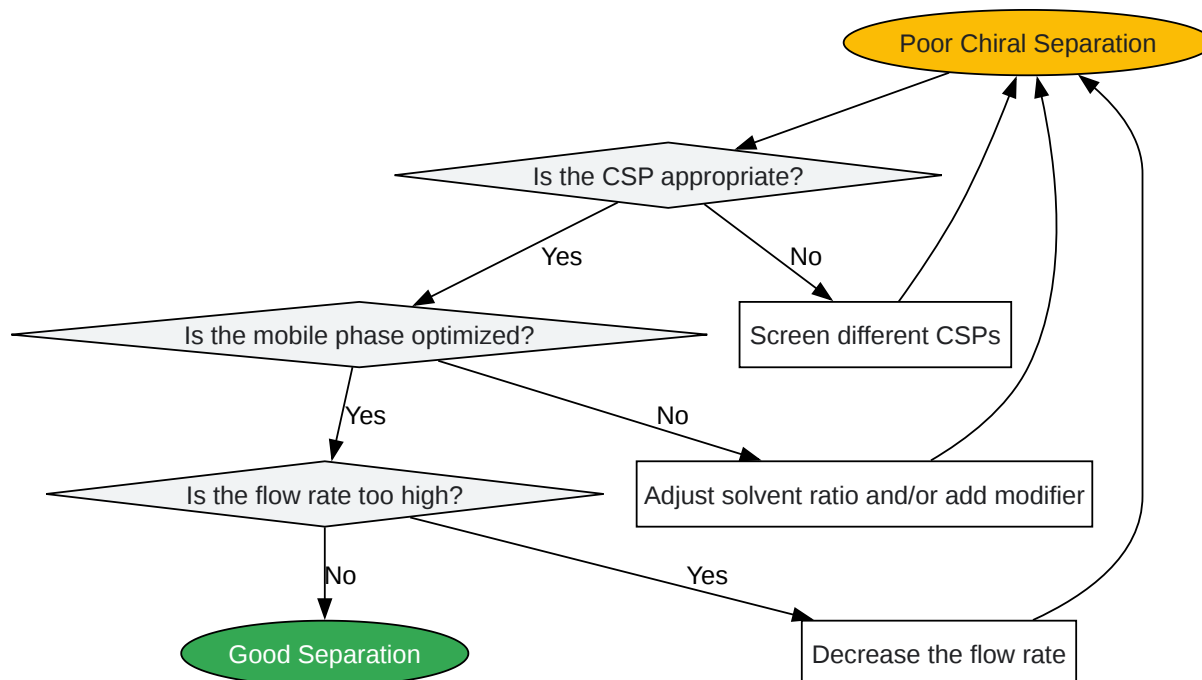 Poor Chiral Separation
Is the CSP appropriate?
Yes
No
Is the mobile phase optimized?
Screen different CSPs
Yes
No
Is the flow rate too high?
Adjust solvent ratio and/or add modifier
No
Yes
Good Separation
Decrease the flow rate